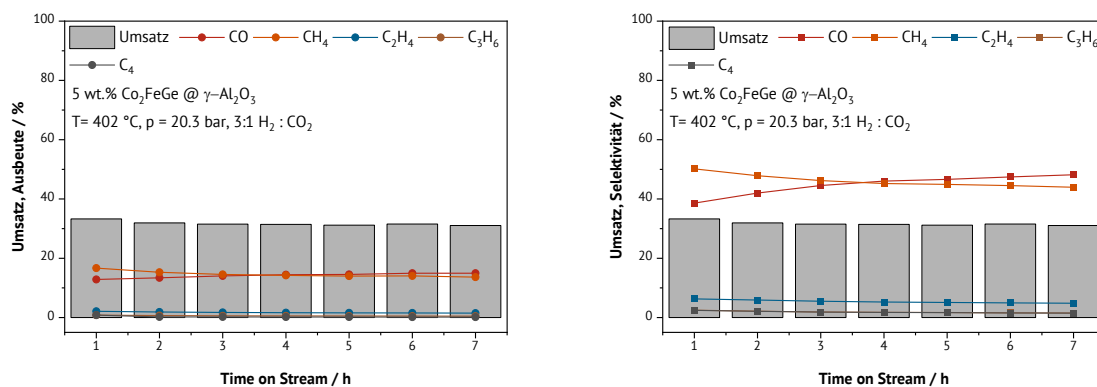 Umsatz, Ausbeute / %
100
80
60
40
20
0
Umsatz CO CH₄ C₂H₄ C₃H₆
C₄
5 wt.% Co₂FeGe @ γ–Al₂O₃
T= 402 °C, p = 20.3 bar, 3:1 H₂ : CO₂
1 2 3 4 5 6 7
Time on Stream / h
Umsatz, Selektivität / %
100
80
60
40
20
0
Umsatz CO CH₄ C₂H₄ C₃H₆
C₄
5 wt.% Co₂FeGe @ γ–Al₂O₃
T= 402 °C, p = 20.3 bar, 3:1 H₂ : CO₂
1 2 3 4 5 6 7
Time on Stream / h